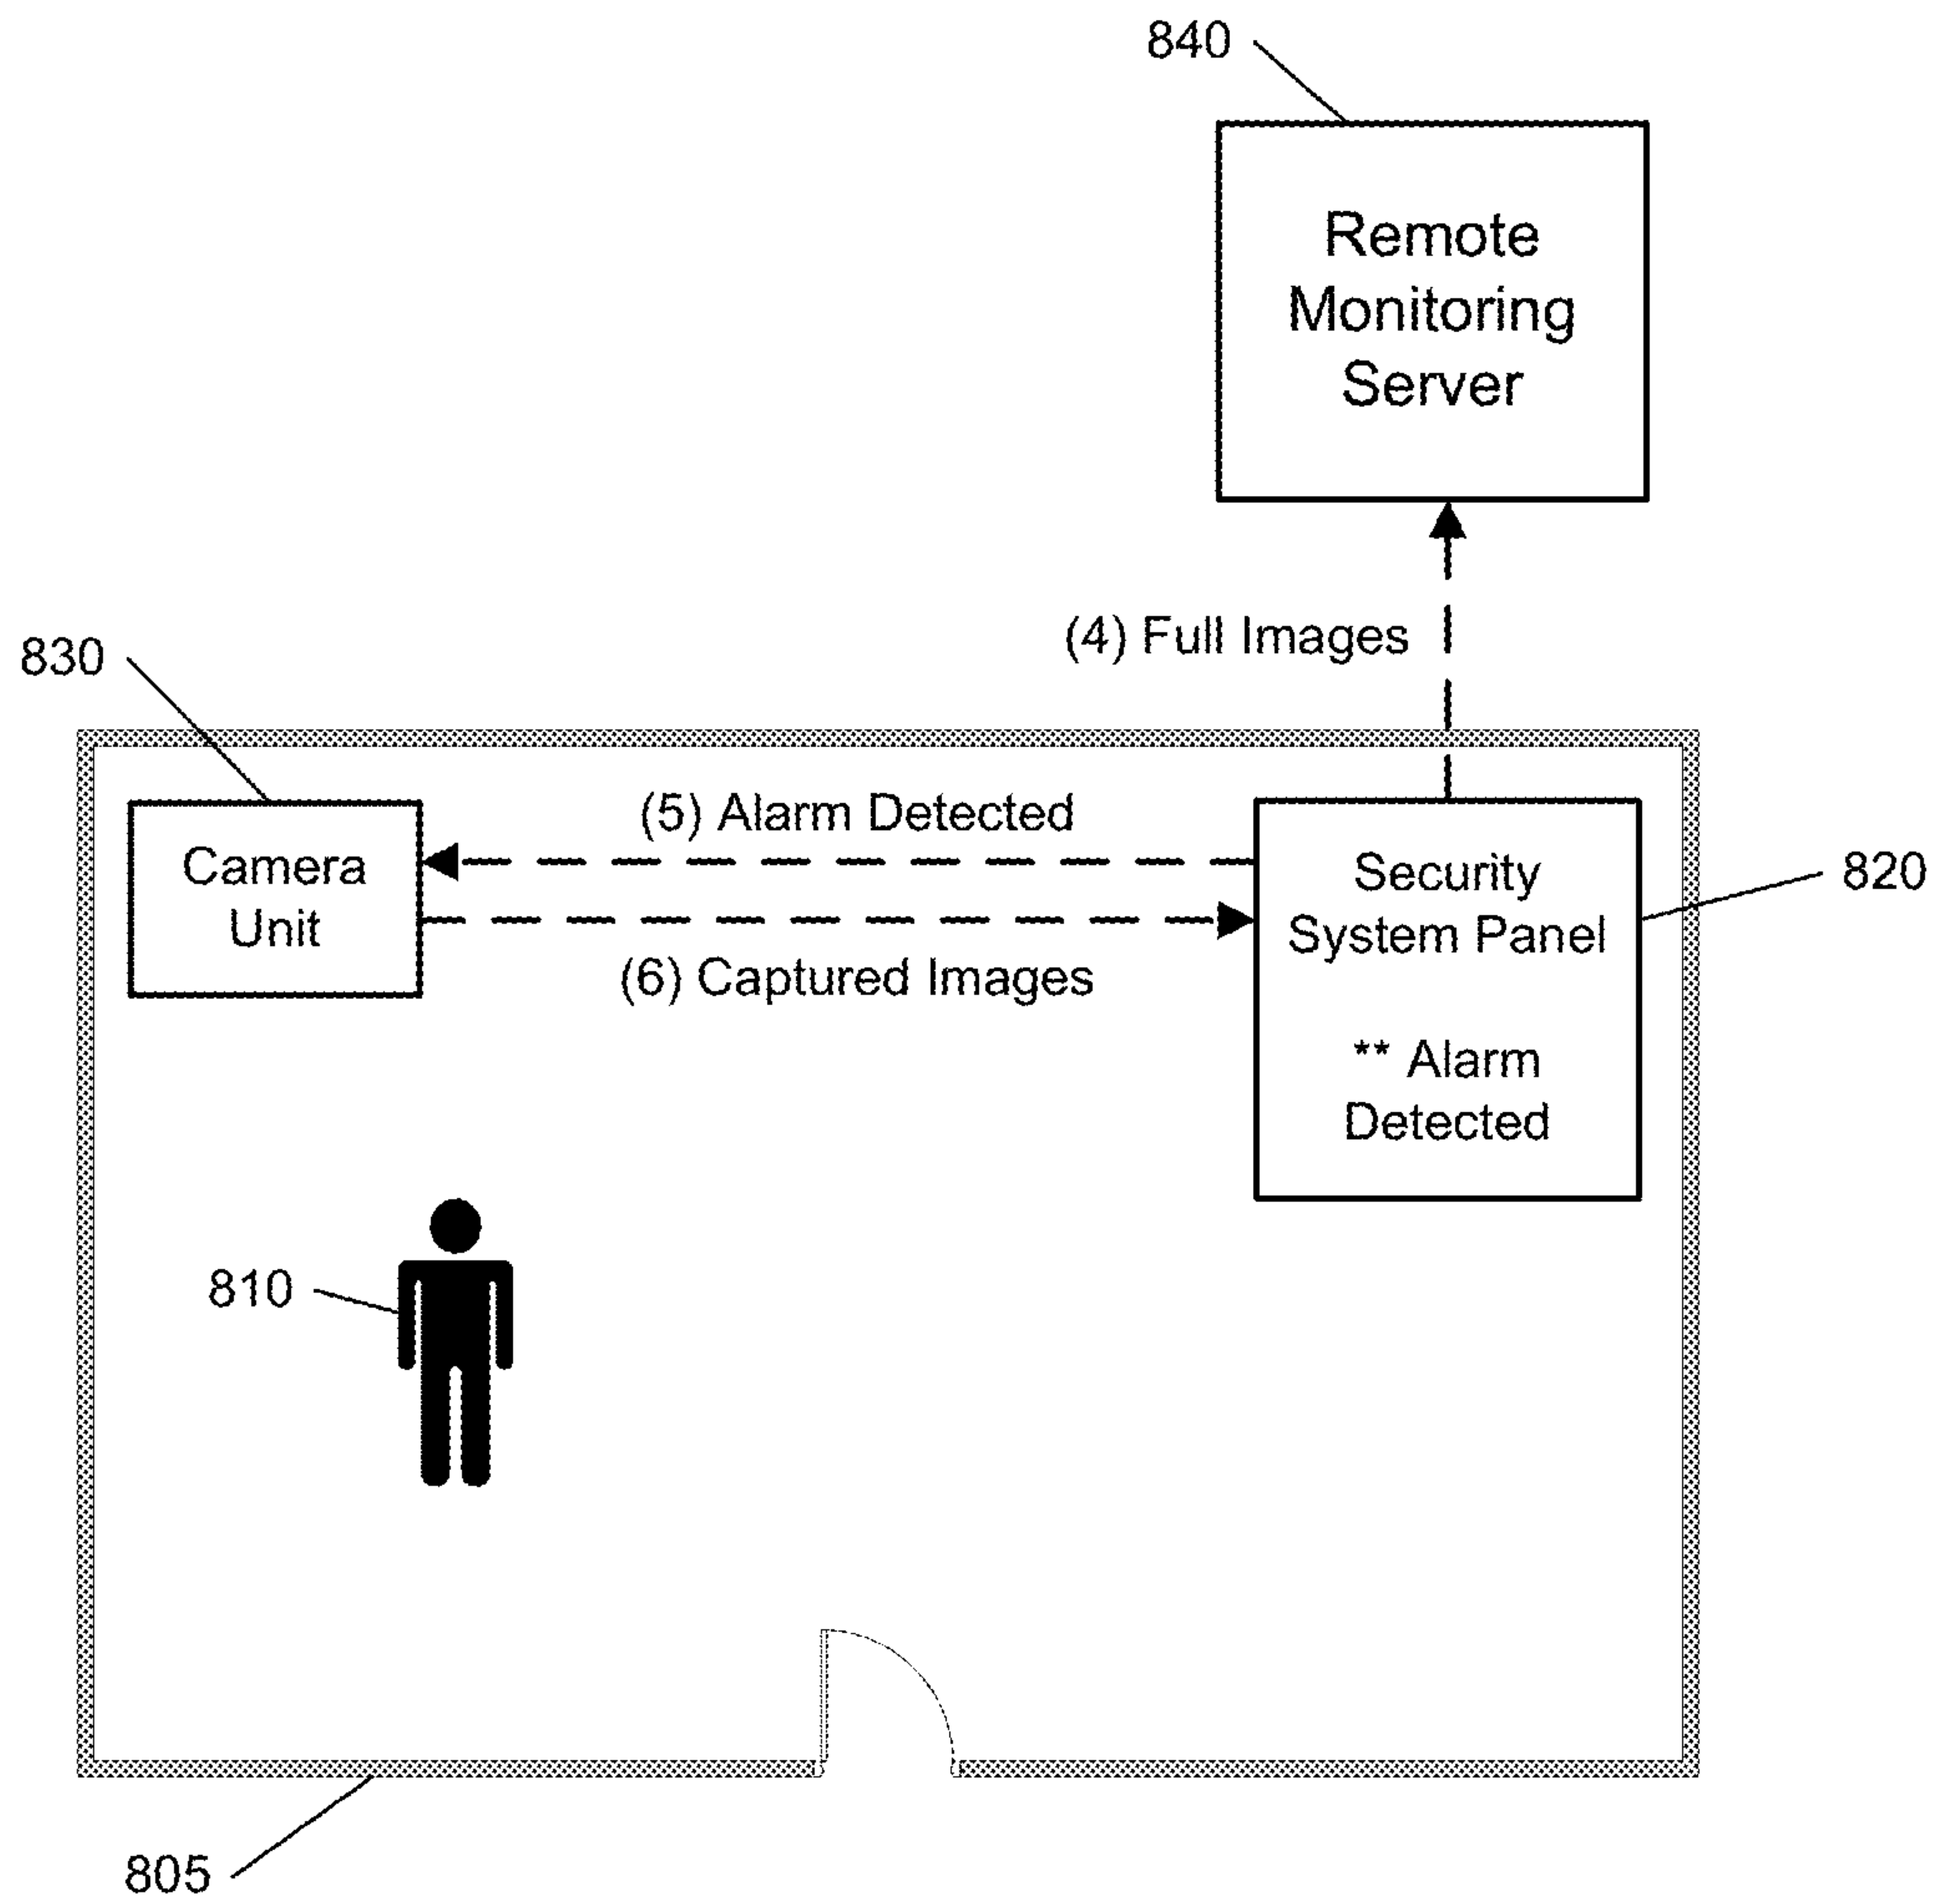 840
Remote
Monitoring
Server
(4) Full Images
830
(5) Alarm Detected
Camera
Unit
Security
System Panel
820
(6) Captured Images
** Alarm
Detected
810
805